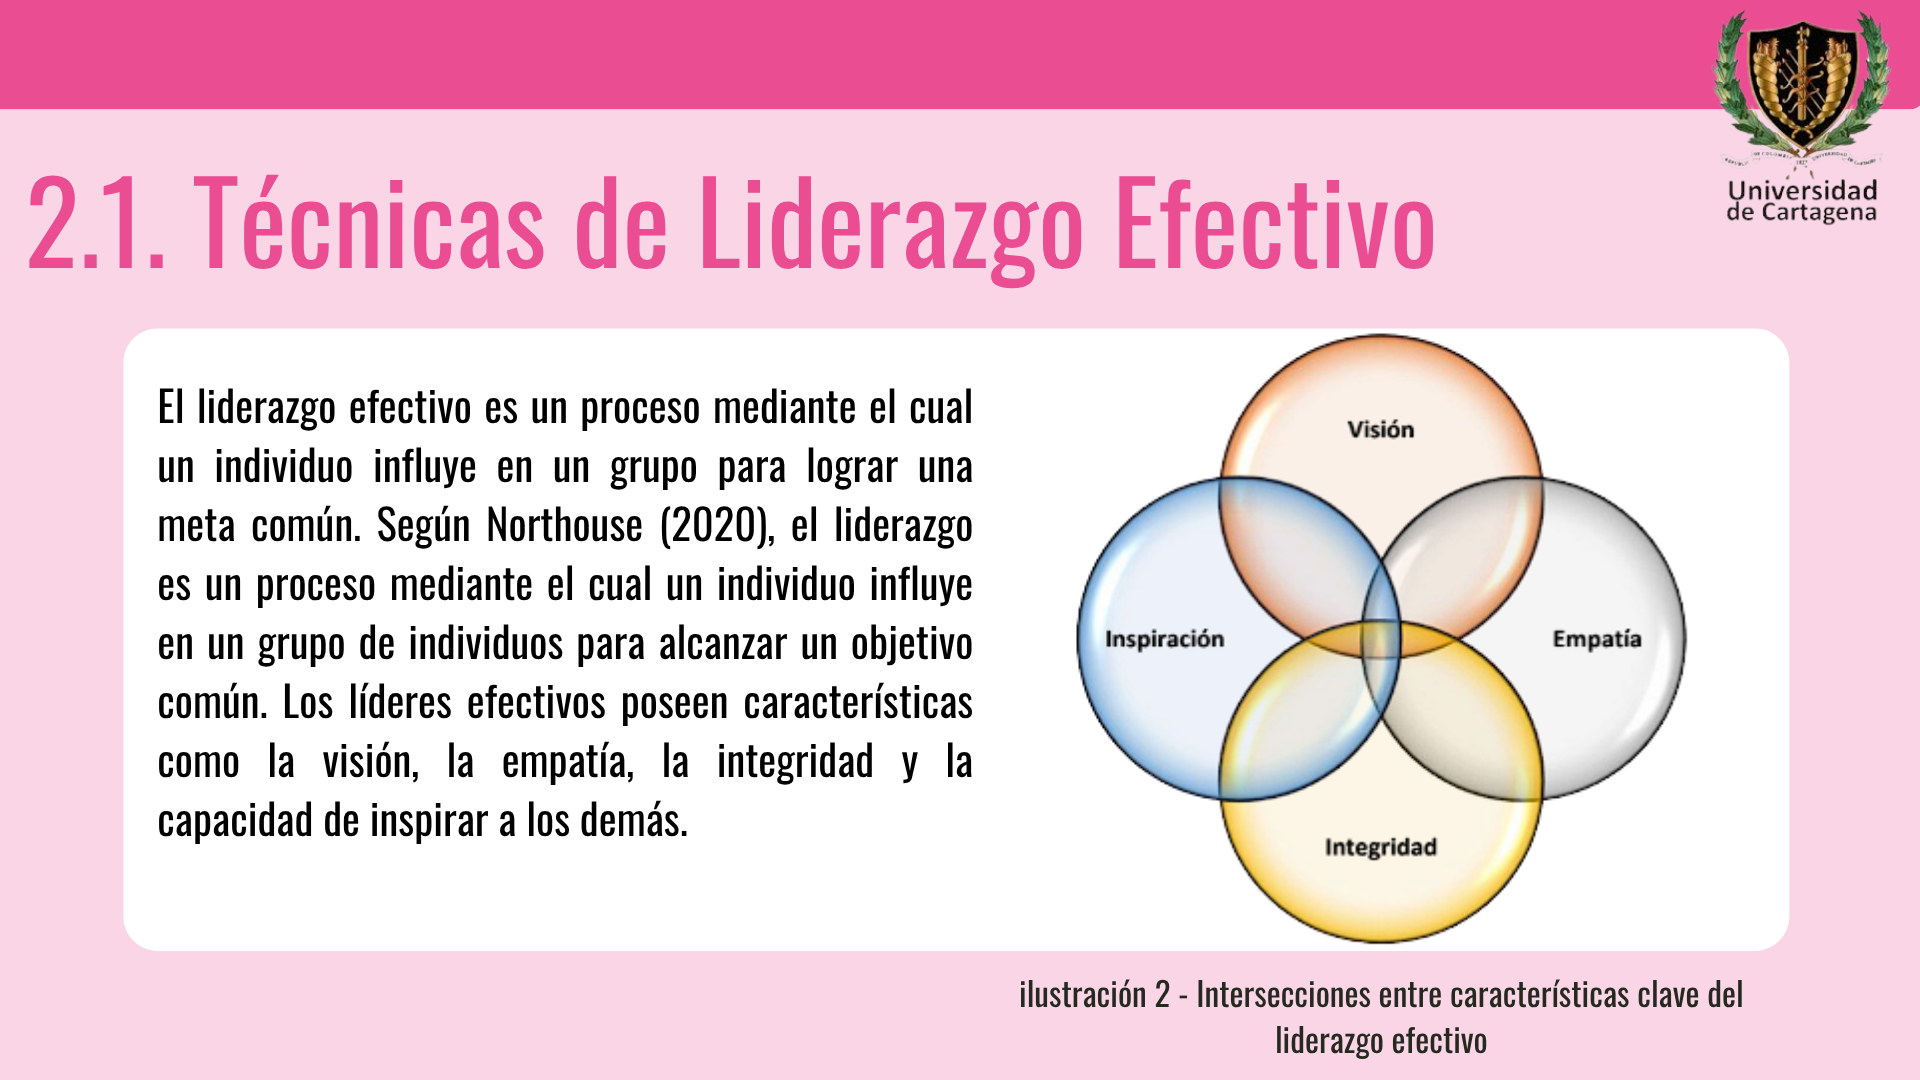 Universidad
de Cartagena
2.1. Técnicas de Liderazgo Efectivo
El liderazgo efectivo es un proceso mediante el cual
un individuo influye en un grupo para lograr una
meta común. Según Northouse (2020), el liderazgo
es un proceso mediante el cual un individuo influye
en un grupo de individuos para alcanzar un objetivo
común. Los líderes efectivos poseen características
como la visión, la empatía, la integridad y la
capacidad de inspirar a los demás.
Visión
Inspiración
Empatía
Integridad
ilustración 2 - Intersecciones entre características clave del
liderazgo efectivo